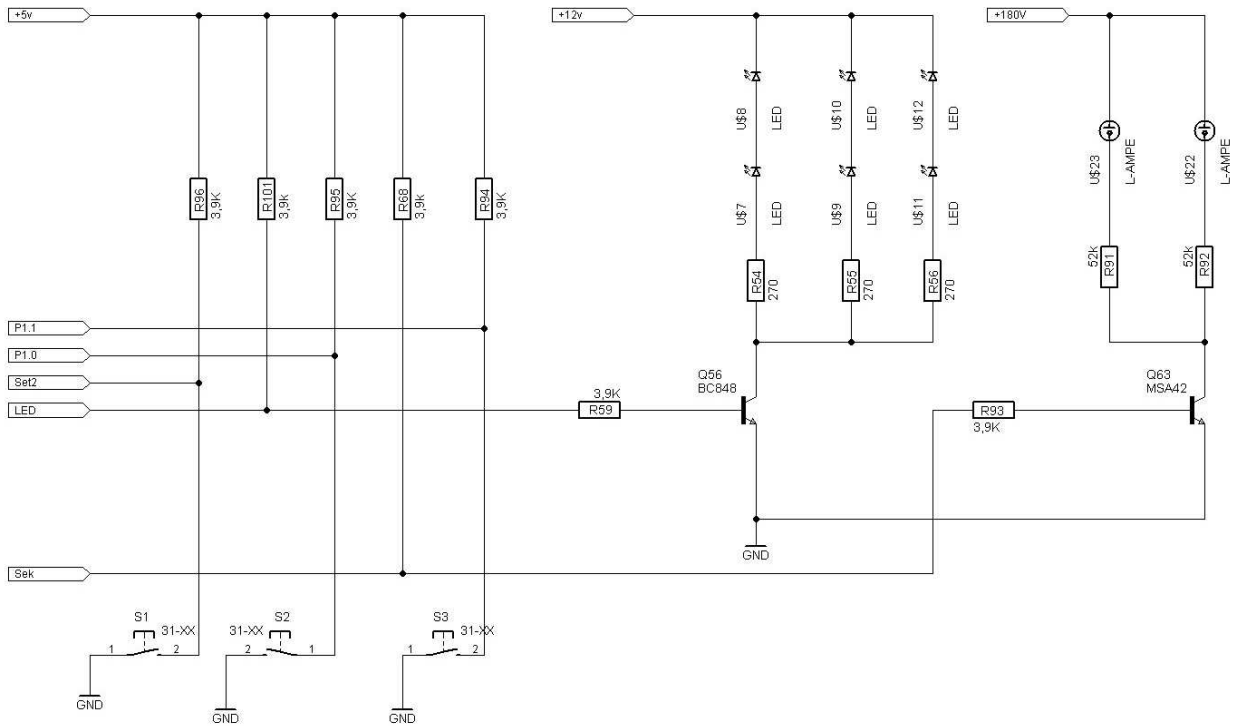 +5v
+12v
+180V
U$8
LED
U$10
LED
U$12
LED
U$23
L-AMPE
U$22
L-AMPE
R96
3,9K
R101
3,9k
R95
3,9K
R68
3,9K
R94
3,9K
U$7
LED
U$9
LED
U$11
LED
R54
270
R55
270
R56
270
52k
R91
52k
R92
P1.1
P1.0
Set2
LED
3,9K
R59
Q56
BC848
R93
3,9K
Q63
MSA42
GND
Sek
S1
31-XX
1
2
GND
S2
31-XX
2
1
GND
S3
31-XX
1
2
GND